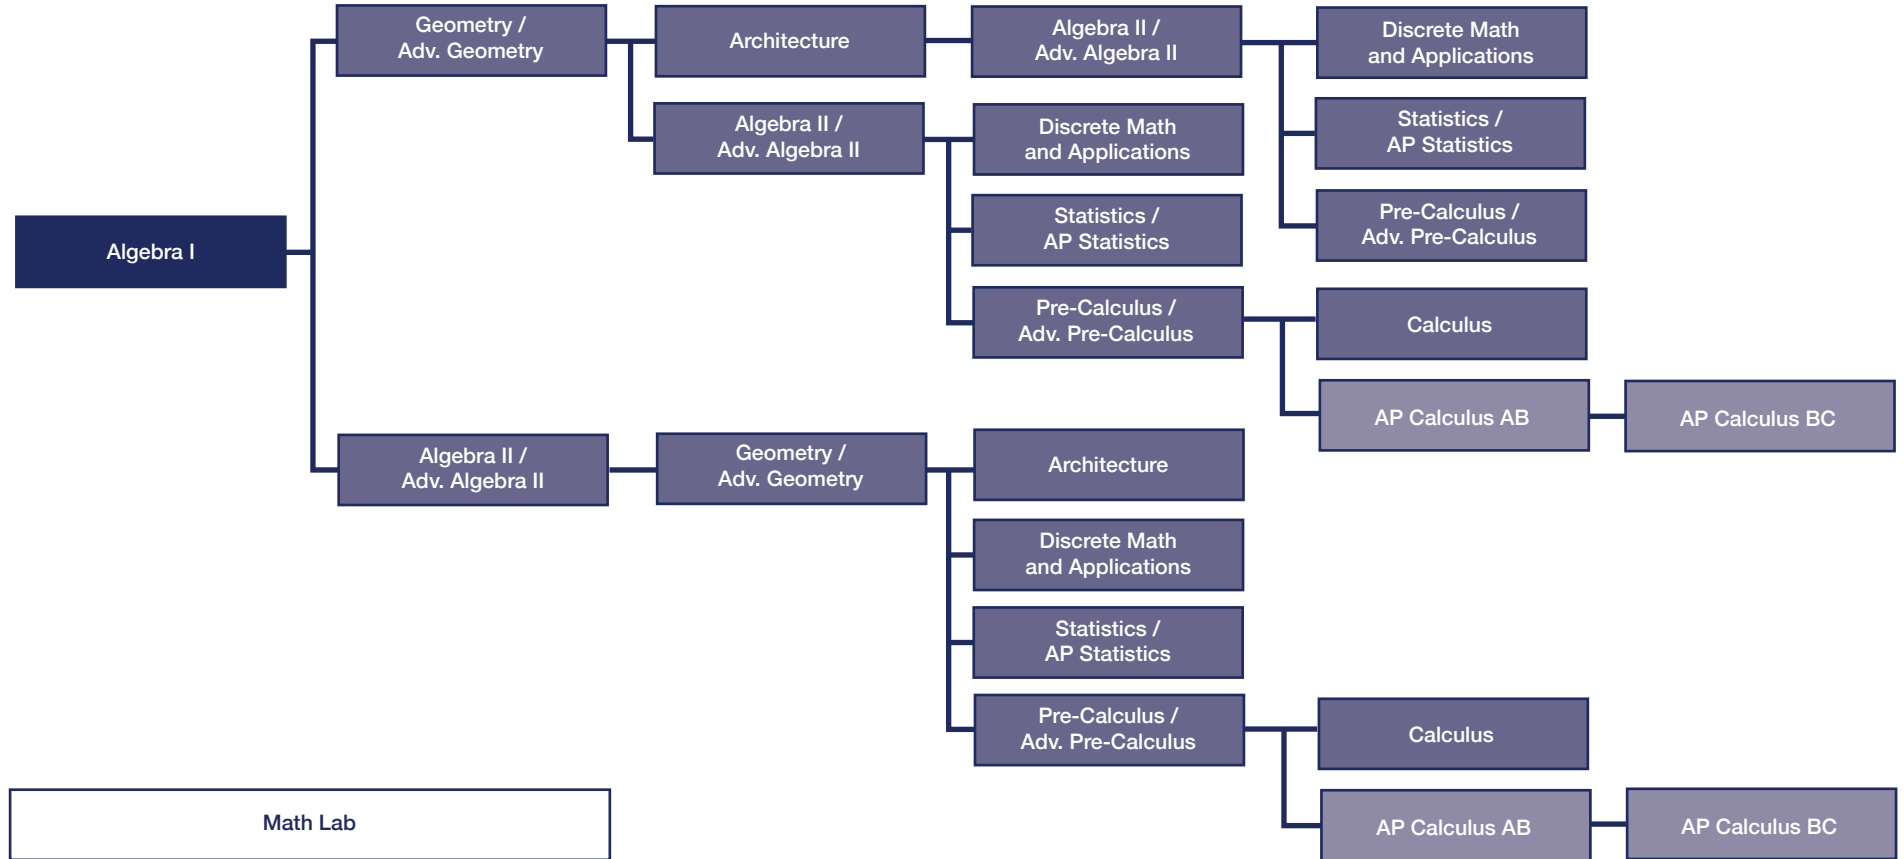 Geometry /
Adv. Geometry
Architecture
Algebra II /
Adv. Algebra II
Discrete Math
and Applications
Algebra II /
Adv. Algebra II
Discrete Math
and Applications
Statistics /
AP Statistics
Statistics /
AP Statistics
Pre-Calculus /
Adv. Pre-Calculus
Algebra I
Pre-Calculus /
Adv. Pre-Calculus
Calculus
AP Calculus AB
AP Calculus BC
Algebra II /
Adv. Algebra II
Geometry /
Adv. Geometry
Architecture
Discrete Math
and Applications
Statistics /
AP Statistics
Pre-Calculus /
Adv. Pre-Calculus
Calculus
Math Lab
AP Calculus AB
AP Calculus BC